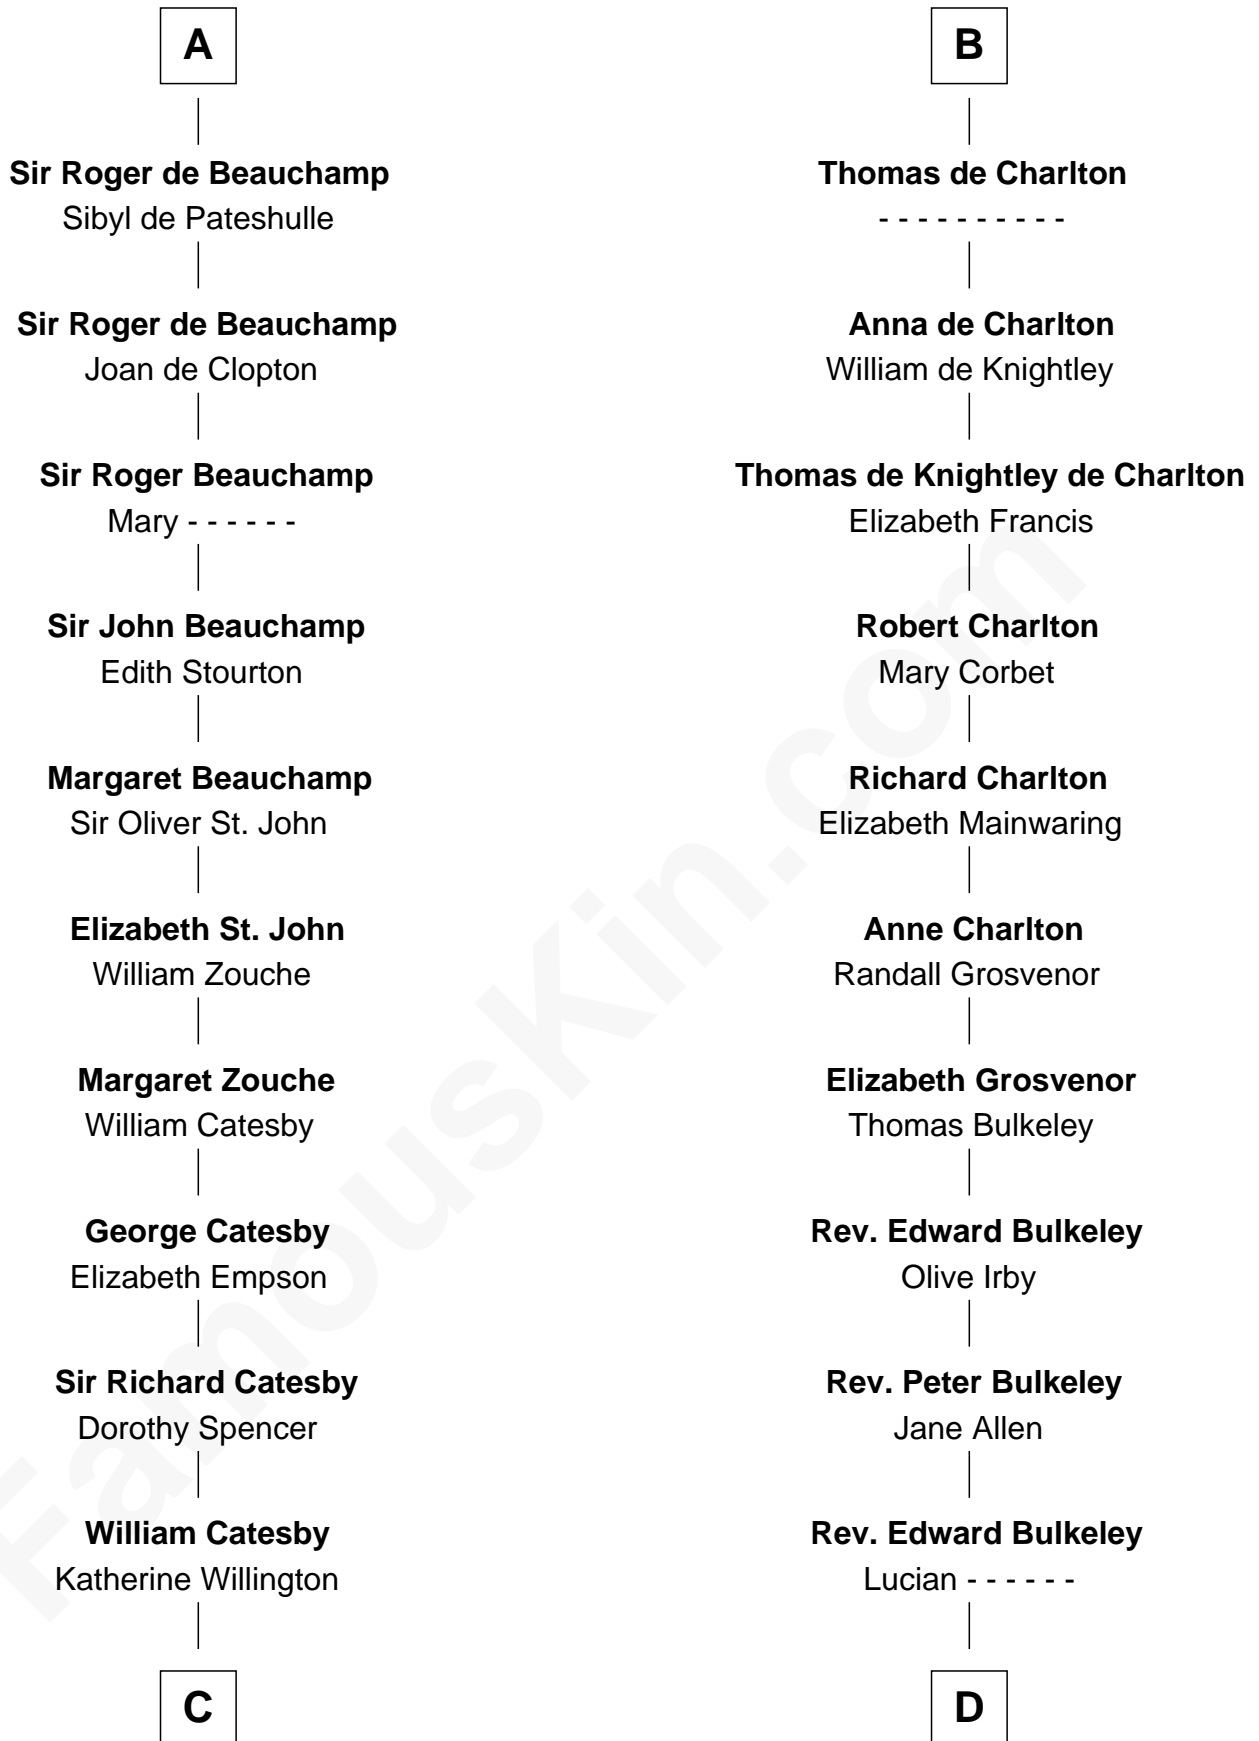 A
Sir Roger de Beauchamp
Sibyl de Pateshulle
Sir Roger de Beauchamp
Joan de Clopton
Sir Roger Beauchamp
Mary - - - - - -
Sir John Beauchamp
Edith Stourton
Margaret Beauchamp
Sir Oliver St. John
Elizabeth St. John
William Zouche
Margaret Zouche
William Catesby
George Catesby
Elizabeth Empson
Sir Richard Catesby
Dorothy Spencer
William Catesby
Katherine Willington
C
B
Thomas de Charlton
- - - - - - - - - -
Anna de Charlton
William de Knightley
Thomas de Knightley de Charlton
Elizabeth Francis
Robert Charlton
Mary Corbet
Richard Charlton
Elizabeth Mainwaring
Anne Charlton
Randall Grosvenor
Elizabeth Grosvenor
Thomas Bulkeley
Rev. Edward Bulkeley
Olive Irby
Rev. Peter Bulkeley
Jane Allen
Rev. Edward Bulkeley
Lucian - - - - - -
D
FamousKin.com